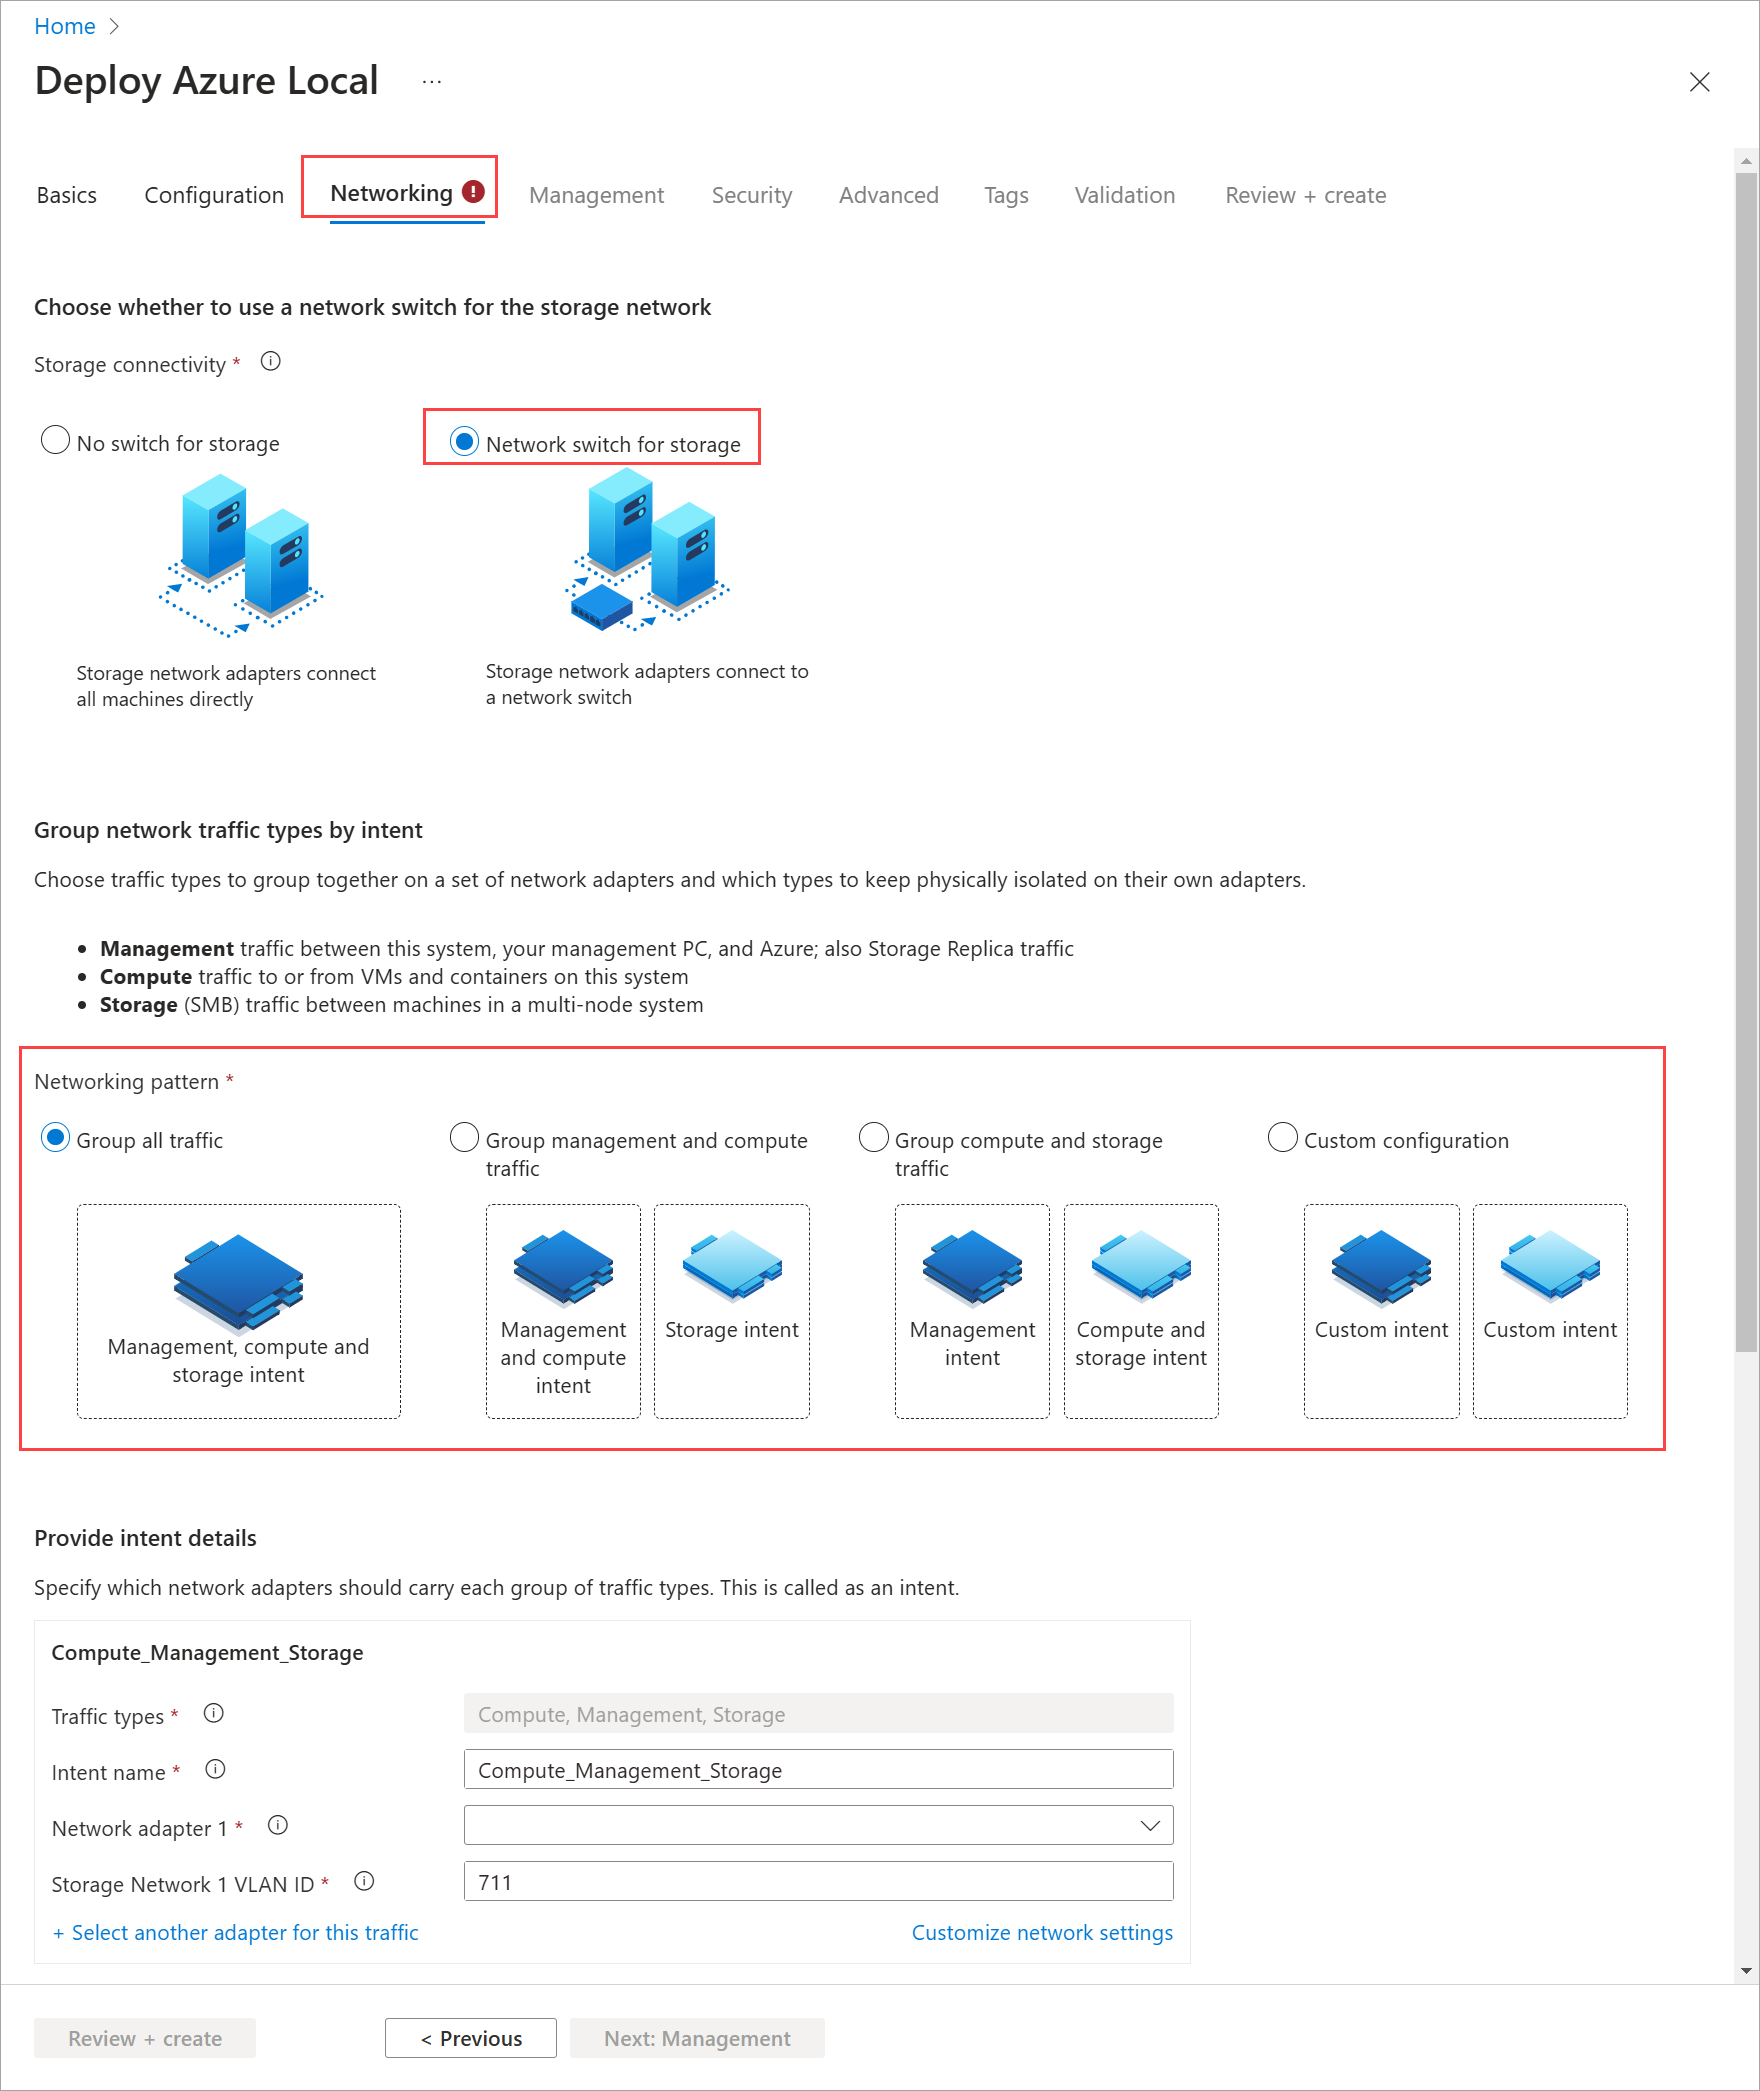 Home
Deploy Azure Local ...
Basics Configuration Networking Management Security Advanced Tags Validation Review + create
Choose whether to use a network switch for the storage network
Storage connectivity *
No switch for storage
Network switch for storage
Storage network adapters connect
all machines directly
Storage network adapters connect to
a network switch
Group network traffic types by intent
Choose traffic types to group together on a set of network adapters and which types to keep physically isolated on their own adapters.
• Management traffic between this system, your management PC, and Azure; also Storage Replica traffic
• Compute traffic to or from VMs and containers on this system
• Storage (SMB) traffic between machines in a multi-node system
Networking pattern *
Group all traffic
Management, compute and
storage intent
Group management and compute
traffic
Management
and compute
intent
Storage intent
Group compute and storage
traffic
Management
intent
Compute and
storage intent
Custom configuration
Custom intent
Custom intent
Provide intent details
Specify which network adapters should carry each group of traffic types. This is called as an intent.
Compute_Management_Storage
Traffic types * Compute, Management, Storage
Intent name * Compute_Management_Storage
Network adapter 1 *
Storage Network 1 VLAN ID * 711
+ Select another adapter for this traffic Customize network settings
Review + create < Previous Next: Management